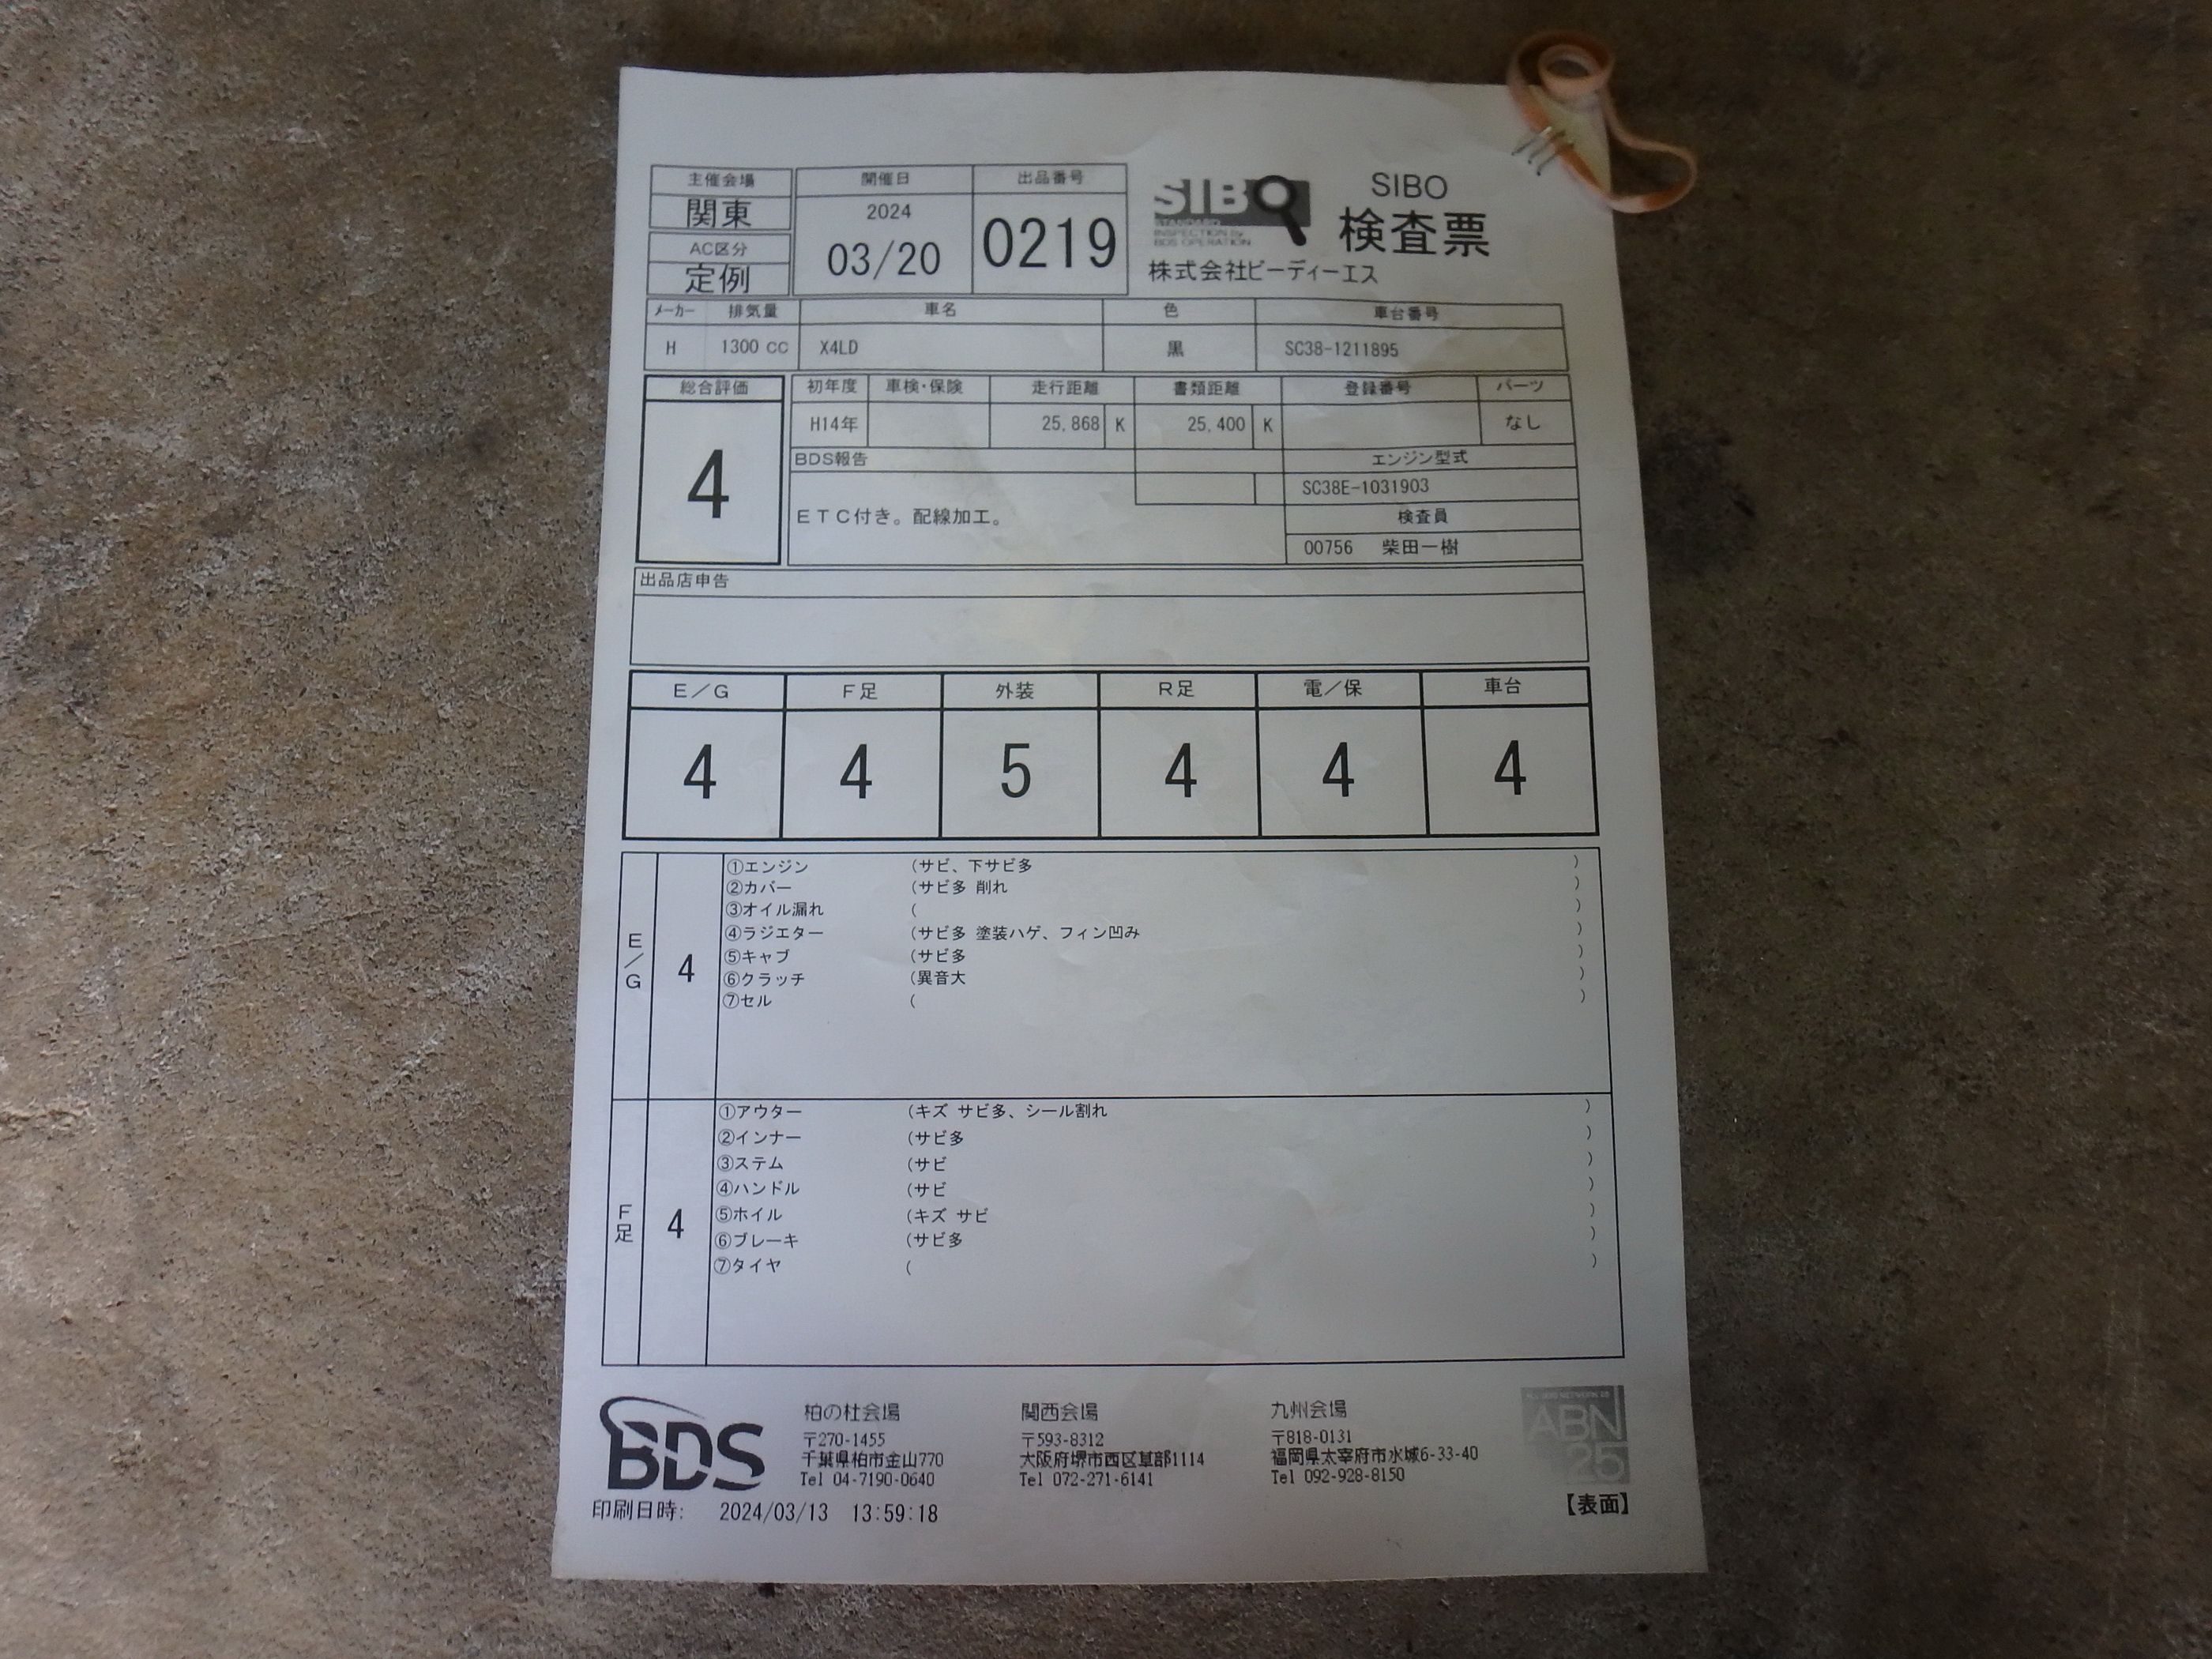 主催会場 開催日 出品番号
関東 2024 03/20 0219
AC区分
定例
SIBO
STANDARD
INSPECTION by
BDS OPERATION
SIBO
検査票
株式会社ビーディーエス
メーカー 排気量 車名 色 車台番号
H 1300 cc X4LD 黒 SC38-1211895
総合評価 初年度 車検・保険 走行距離 書類距離 登録番号 パーツ
4 H14年 25,868 K 25,400 K なし
BDS報告 エンジン型式
SC38E-1031903
ETC付き。配線加工。 検査員
00756 柴田一樹
出品店申告
E/G F足 外装 R足 電/保 車台
4 4 5 4 4 4
E/G 4
①エンジン (サビ、下サビ多 )
②カバー (サビ多 削れ )
③オイル漏れ ( )
④ラジエター (サビ多 塗装ハゲ、フィン凹み )
⑤キャブ (サビ多 )
⑥クラッチ (異音大 )
⑦セル ( )
F足 4
①アウター (キズ サビ多、シール割れ )
②インナー (サビ多 )
③ステム (サビ )
④ハンドル (サビ )
⑤ホイル (キズ サビ )
⑥ブレーキ (サビ多 )
⑦タイヤ ( )
BDS
柏の杜会場
〒270-1455
千葉県柏市金山770
Tel 04-7190-0640
関西会場
〒593-8312
大阪府堺市西区草部1114
Tel 072-271-6141
九州会場
〒818-0131
福岡県太宰府市水城6-33-40
Tel 092-928-8150
ABN
25
印刷日時: 2024/03/13 13:59:18
【表面】